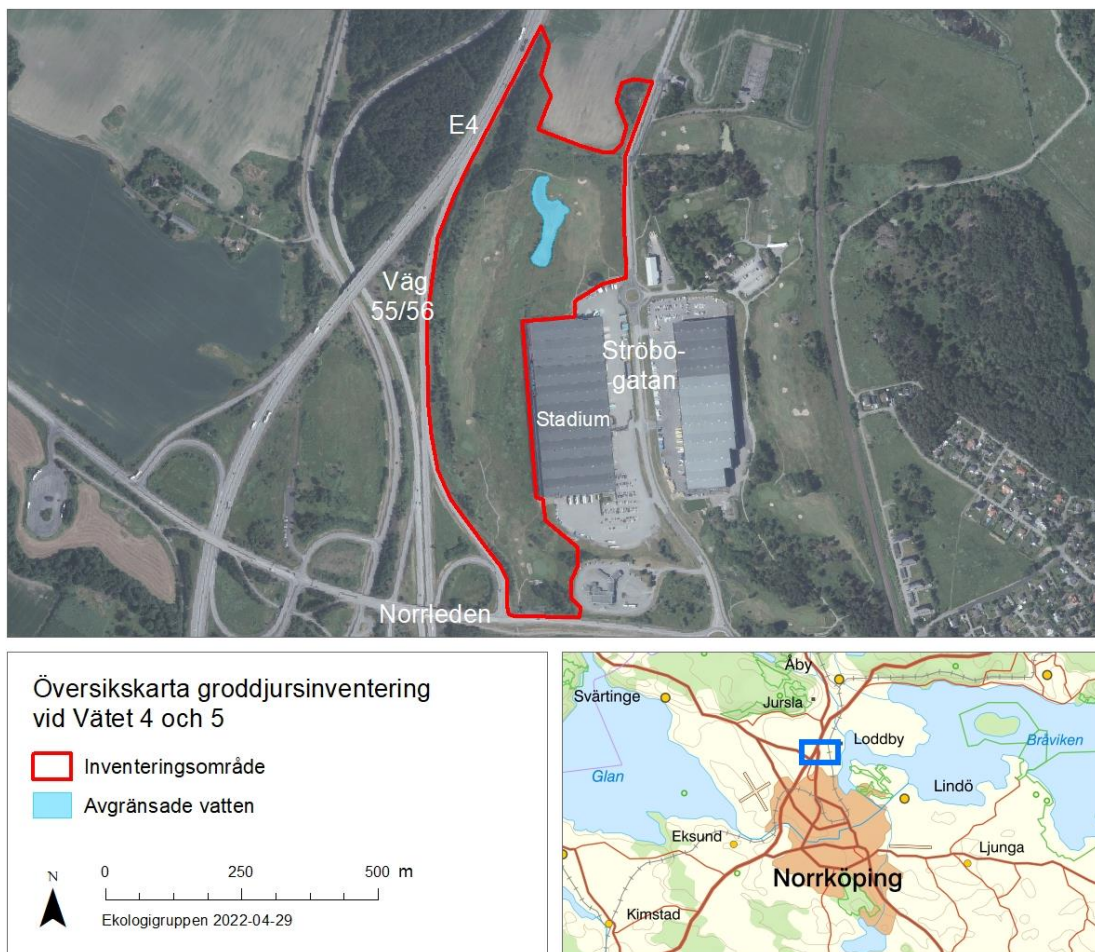 E4
Väg
55/56
Ströbo-
gatan
Stadium
Norrleden
Översikskarta groddjursinventering
vid Vätet 4 och 5
Inventeringsområde
Avgränsade vatten
N
0 250 500 m
Ekologigruppen 2022-04-29
Åby
Svärtinge
Jursla
Loddby
Bråviken
Glan
Lindö
Eksund
Ljunga
Norrköping
Kimstad